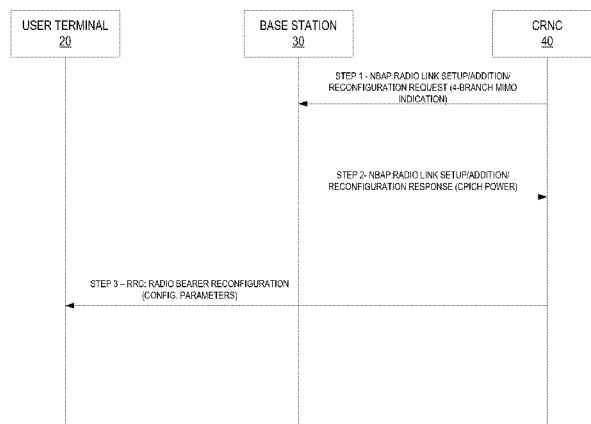 USER TERMINAL
20
BASE STATION
30
CRNC
40
STEP 1 - NBAP:RADIO LINK SETUP/ADDITION/
RECONFIGURATION REQUEST (4-BRANCH MIMO
INDICATION)
STEP 2- NBAP:RADIO LINK SETUP/ADDITION/
RECONFIGURATION RESPONSE (CPICH POWER)
STEP 3 – RRC: RADIO BEARER RECONFIGURATION
(CONFIG. PARAMETERS)